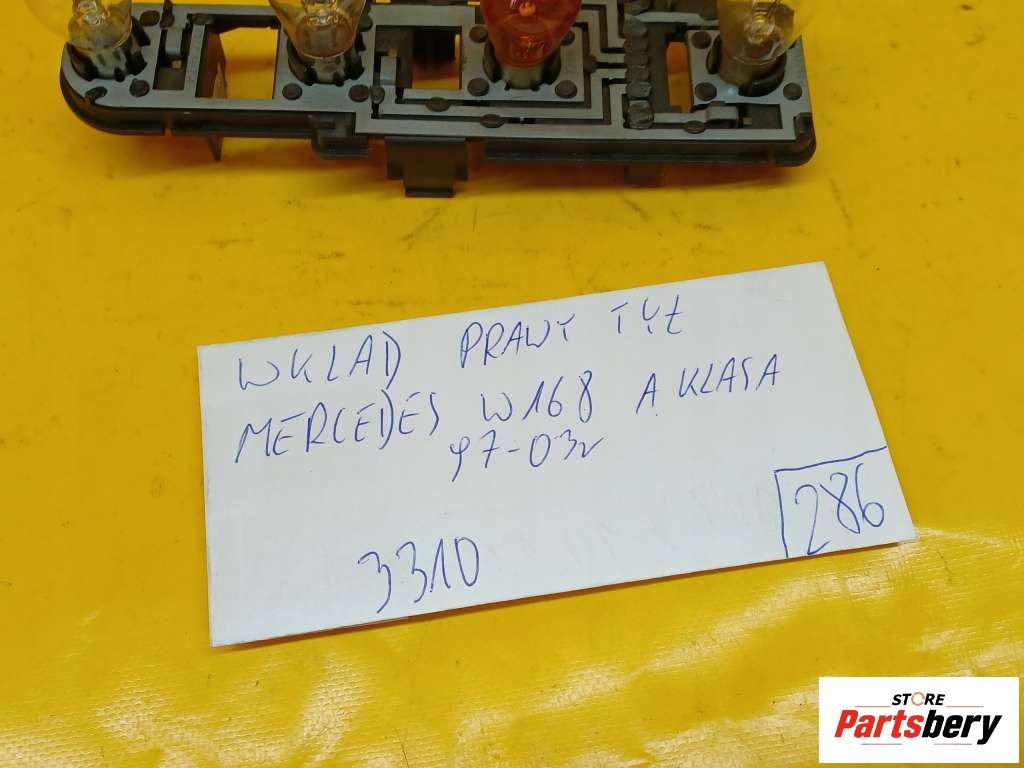 WKŁAD PRAWY TYŁ
MERCEDES W168 A KLASA
97-03r
286
3310
STORE
Partsbery